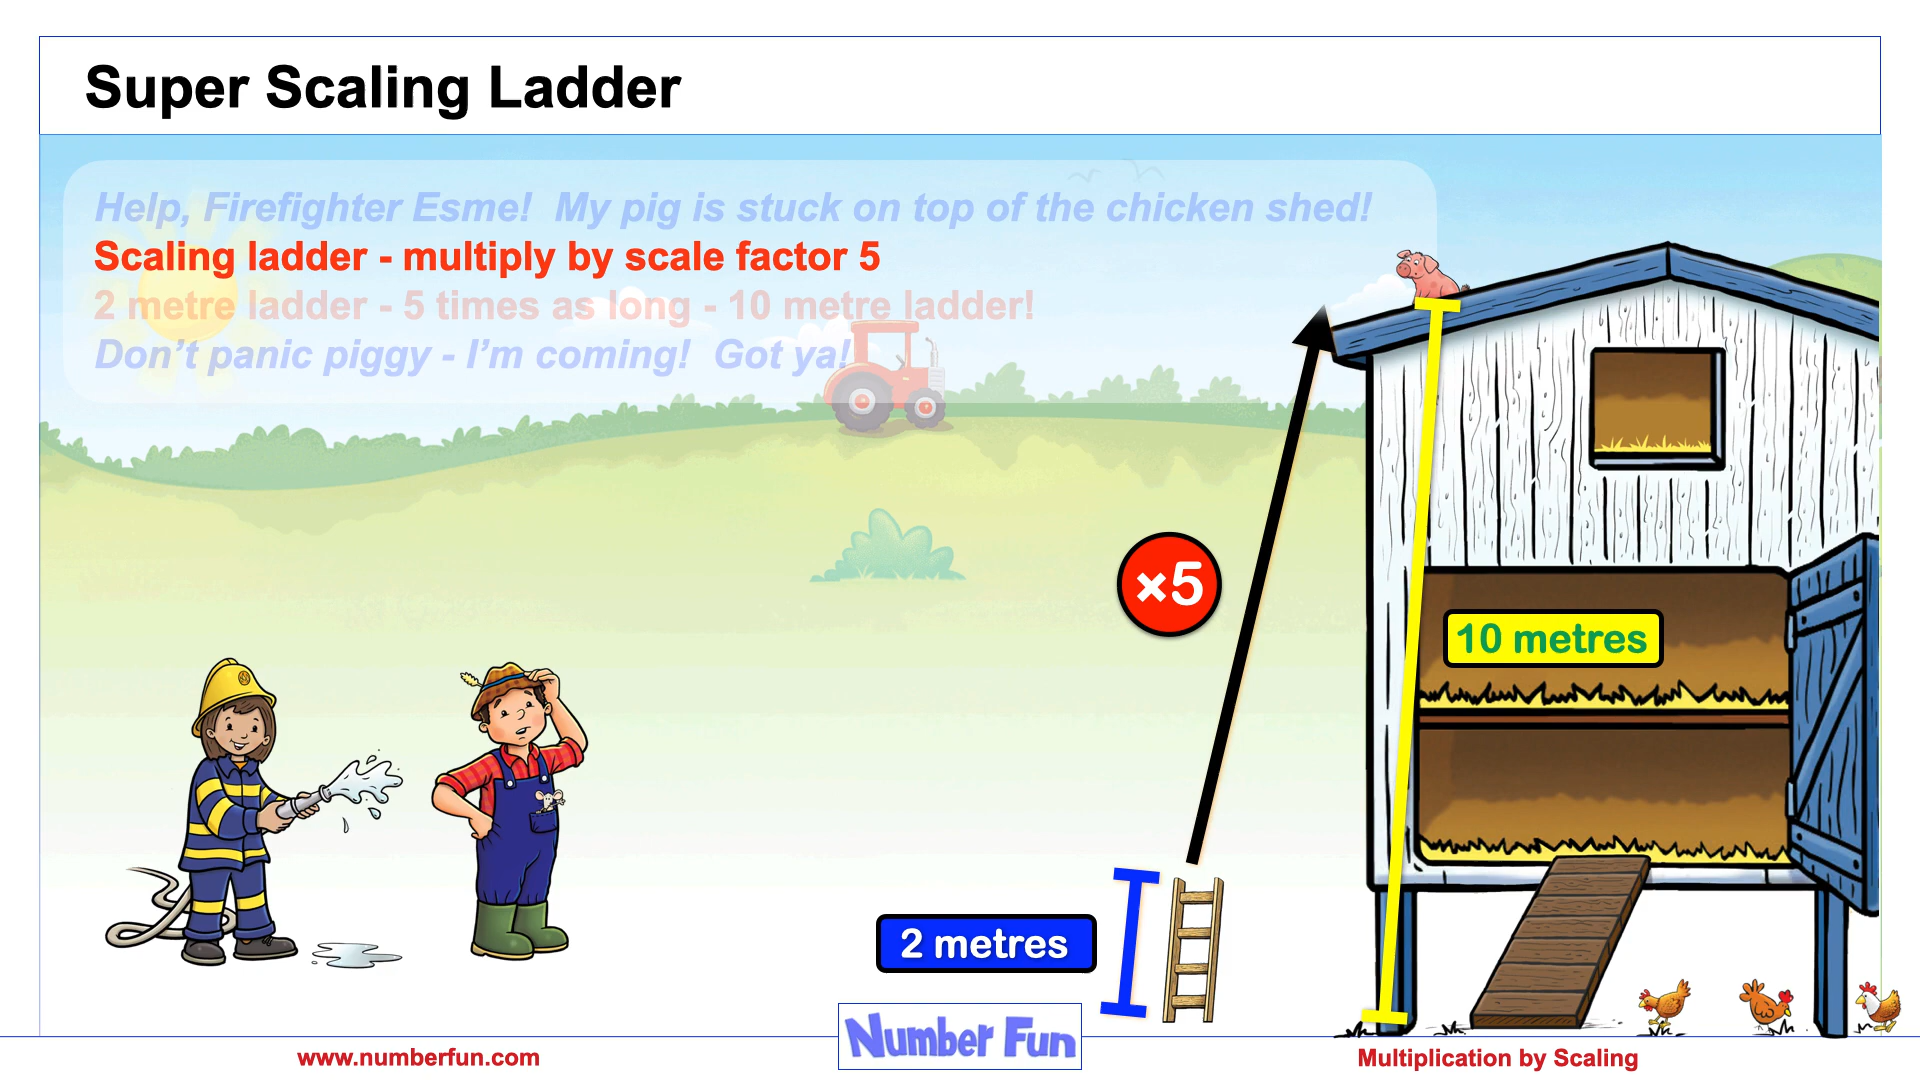 Super Scaling Ladder
Help, Firefighter Esme!  My pig is stuck on top of the chicken shed!
Scaling ladder - multiply by scale factor 5
2 metre ladder - 5 times as long - 10 metre ladder!
Don’t panic piggy - I’m coming!  Got ya!
×5
10 metres
2 metres
Number Fun
www.numberfun.com
Multiplication by Scaling